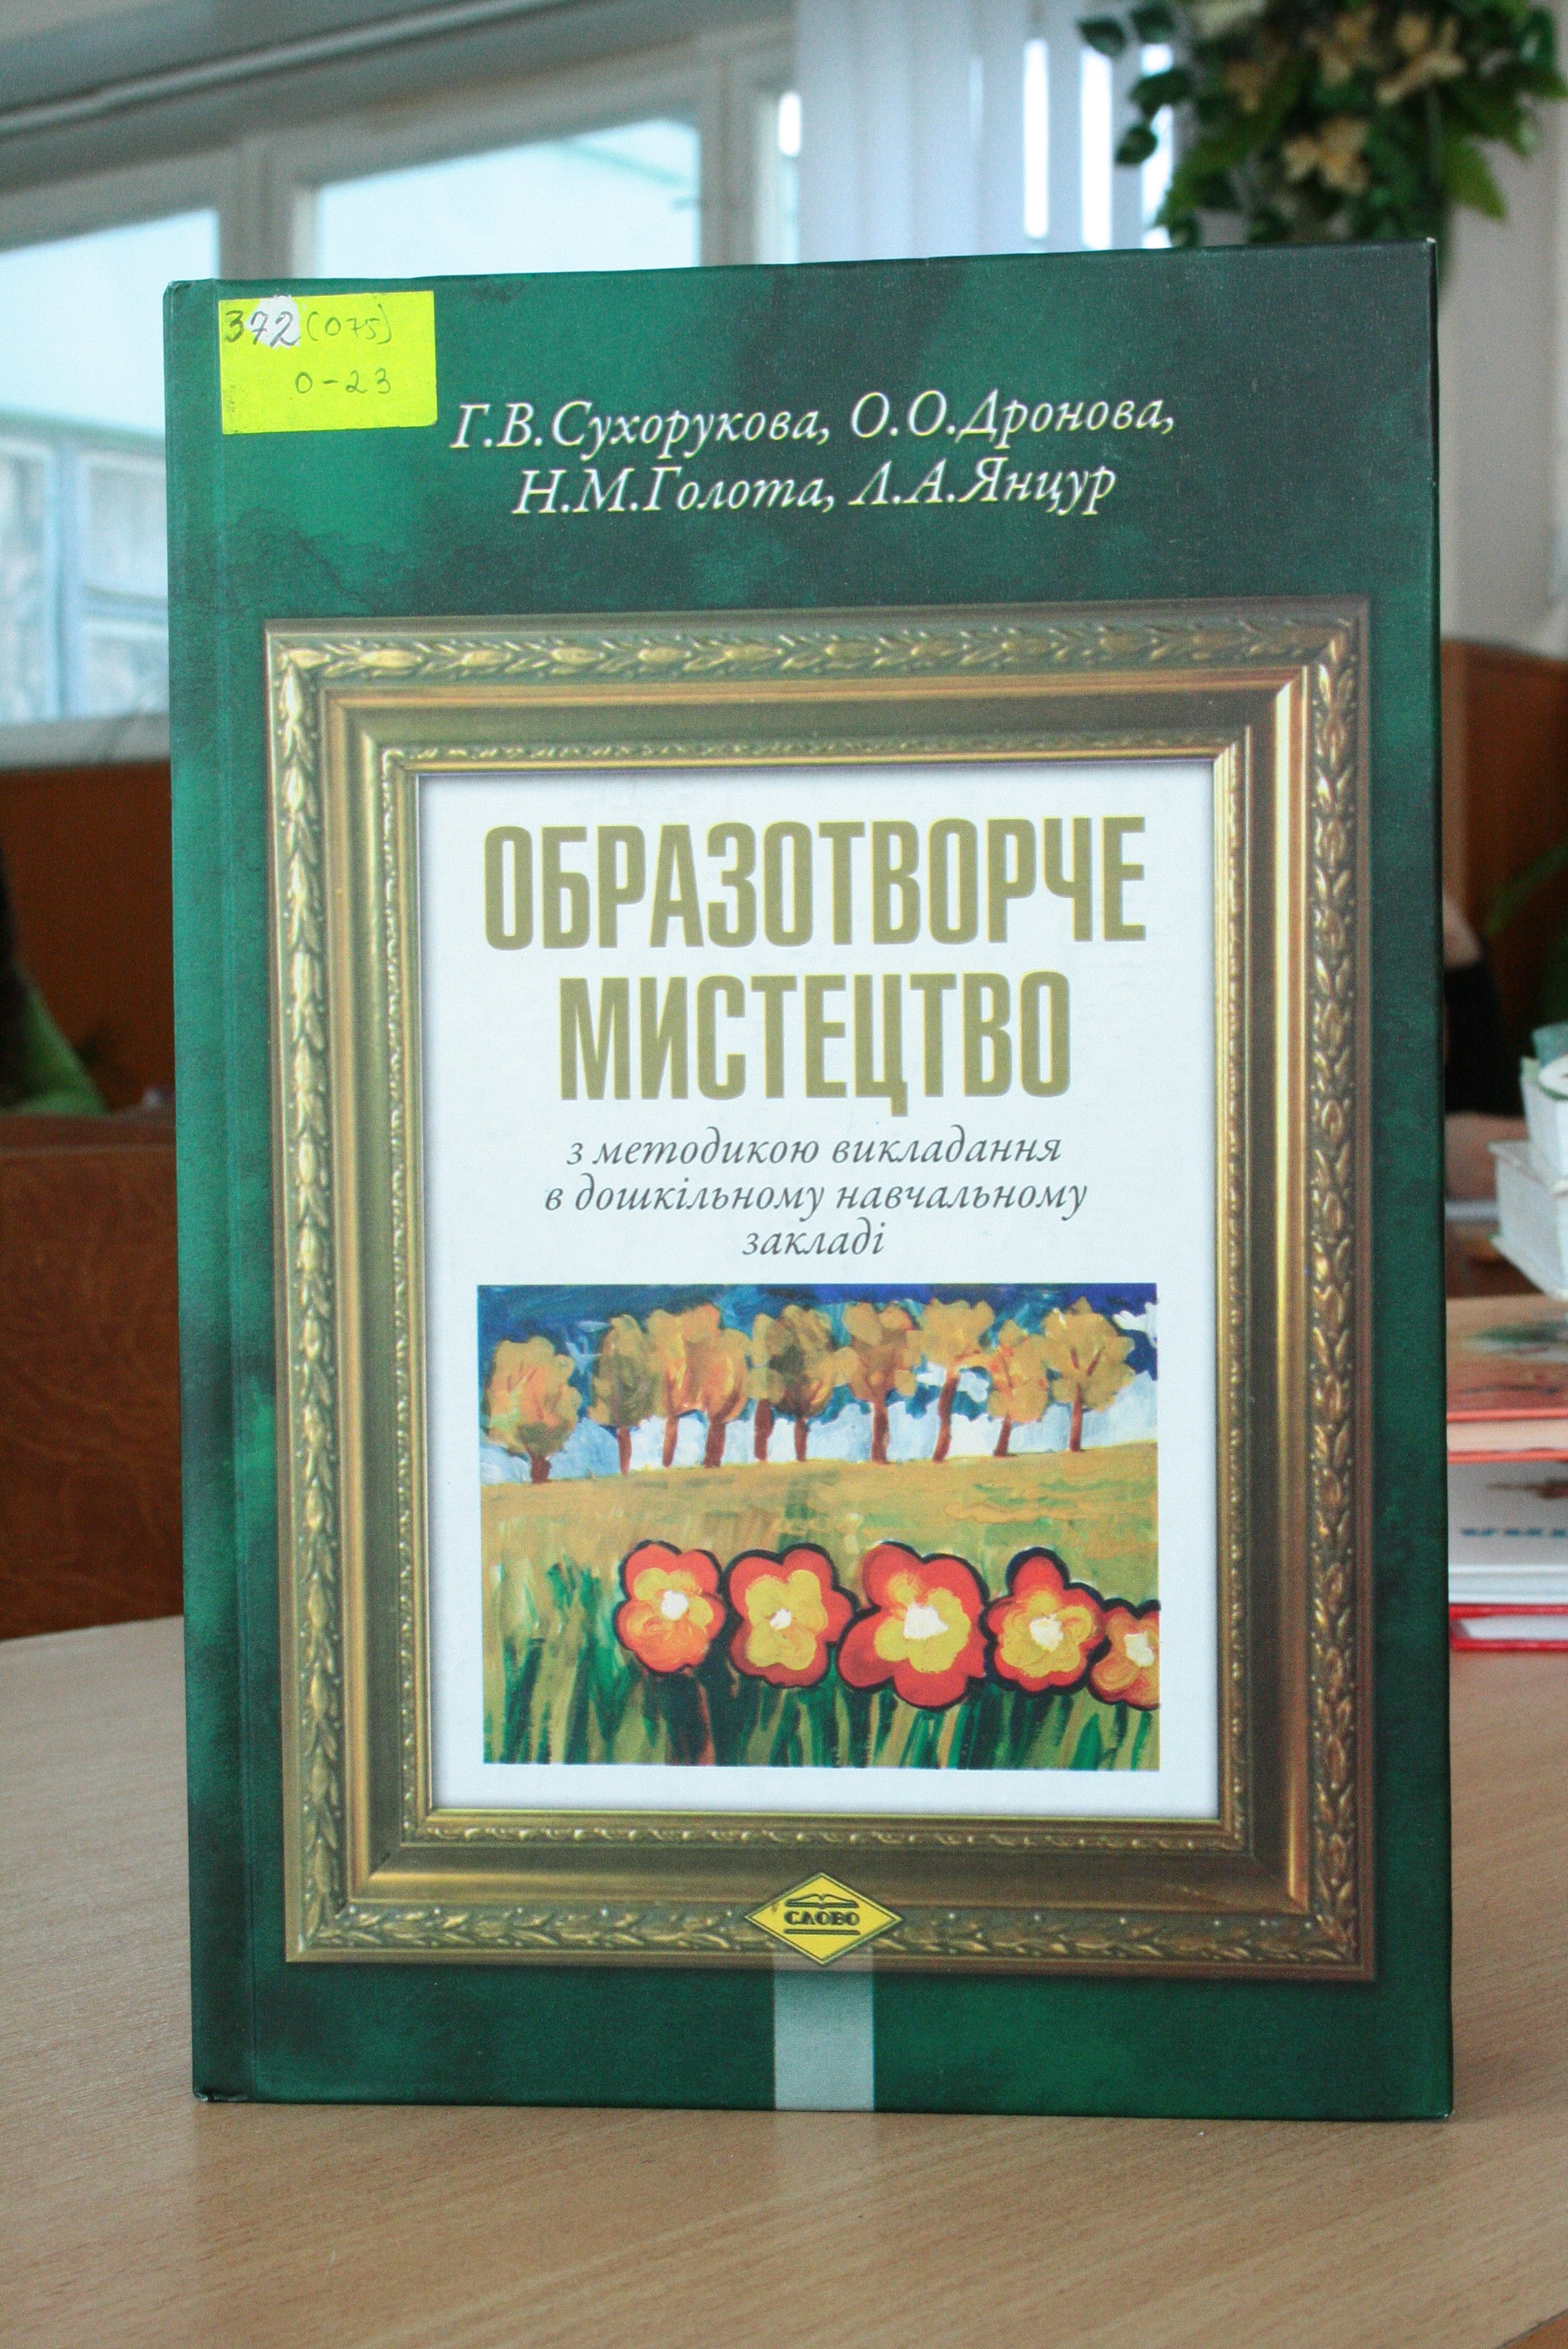 372(075)
О-23
Г.В.Сухорукова, О.О.Дронова,
Н.М.Голота, Л.А.Янцур
ОБРАЗОТВОРЧЕ
МИСТЕЦТВО
з методикою викладання
в дошкільному навчальному
закладі
СЛОВО